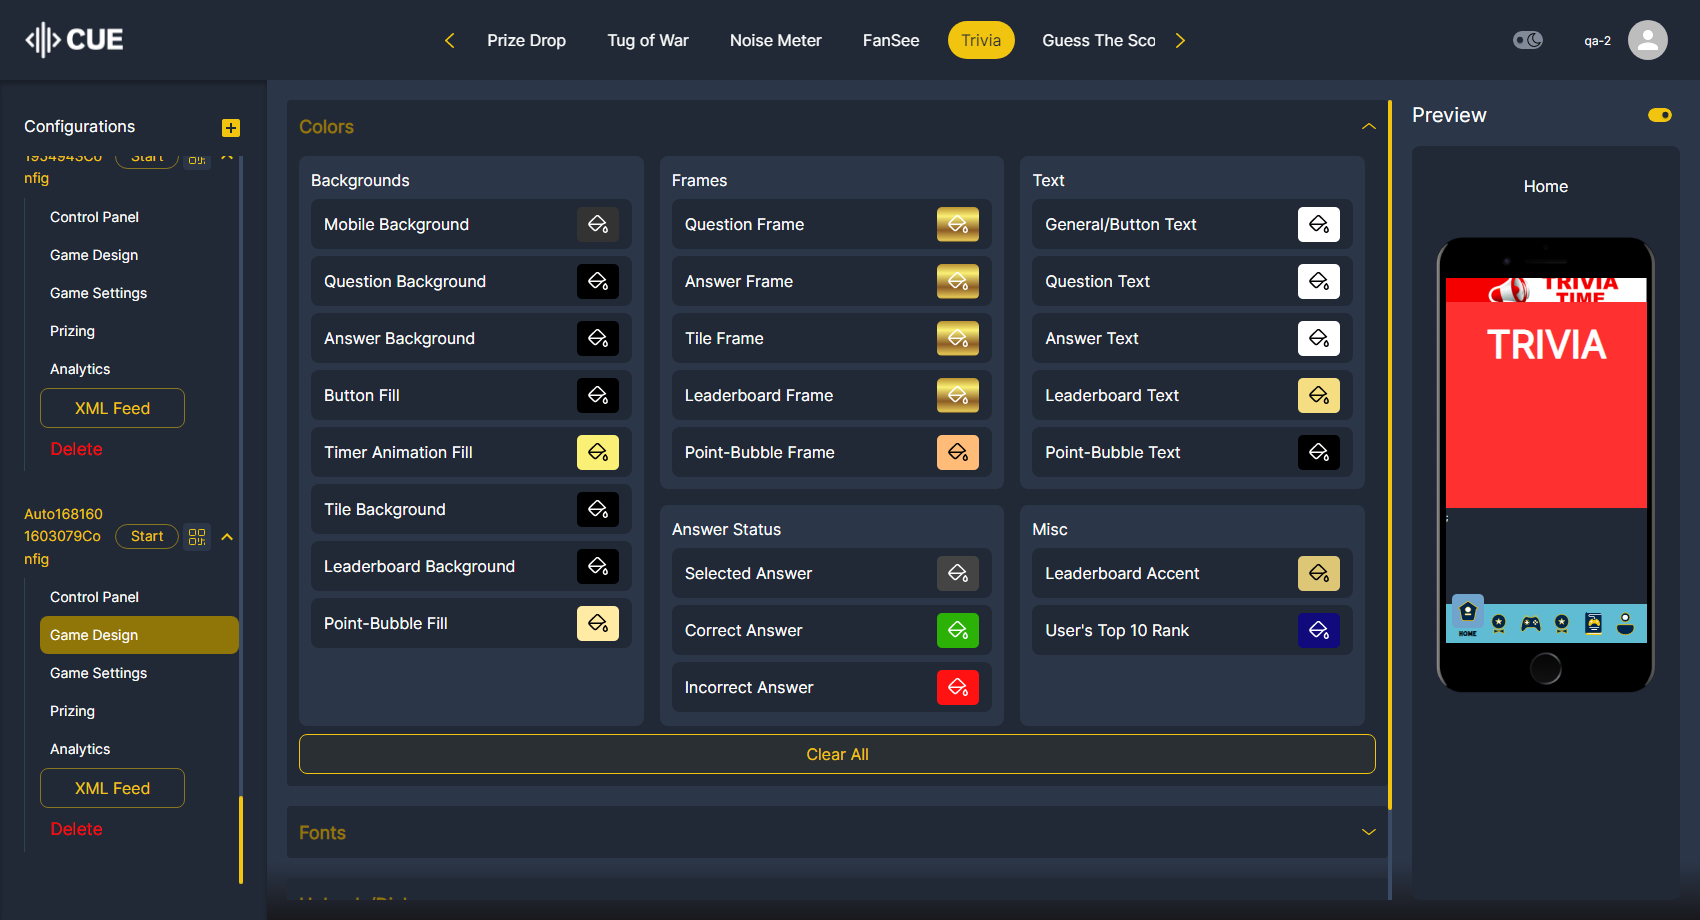 CUE
Prize Drop
Tug of War
Noise Meter
FanSee
Trivia
Guess The Sco
qa-2
Configurations
1954943Co
nfig
Start
Control Panel
Game Design
Game Settings
Prizing
Analytics
XML Feed
Delete
Auto168160
1603079Co
nfig
Start
Control Panel
Game Design
Game Settings
Prizing
Analytics
XML Feed
Delete
Colors
Backgrounds
Mobile Background
Question Background
Answer Background
Button Fill
Timer Animation Fill
Tile Background
Leaderboard Background
Point-Bubble Fill
Frames
Question Frame
Answer Frame
Tile Frame
Leaderboard Frame
Point-Bubble Frame
Text
General/Button Text
Question Text
Answer Text
Leaderboard Text
Point-Bubble Text
Answer Status
Selected Answer
Correct Answer
Incorrect Answer
Misc
Leaderboard Accent
User's Top 10 Rank
Clear All
Fonts
Preview
Home
TRIVIA
TIME
TRIVIA
;
HOME